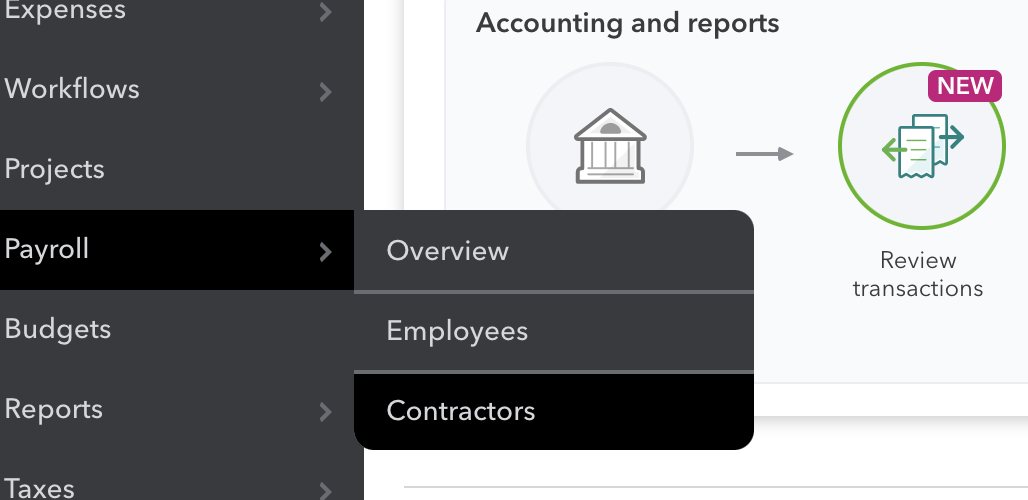 Expenses
Workflows
Projects
Payroll
Budgets
Reports
Taxes
Overview
Employees
Contractors
Accounting and reports
NEW
Review
transactions